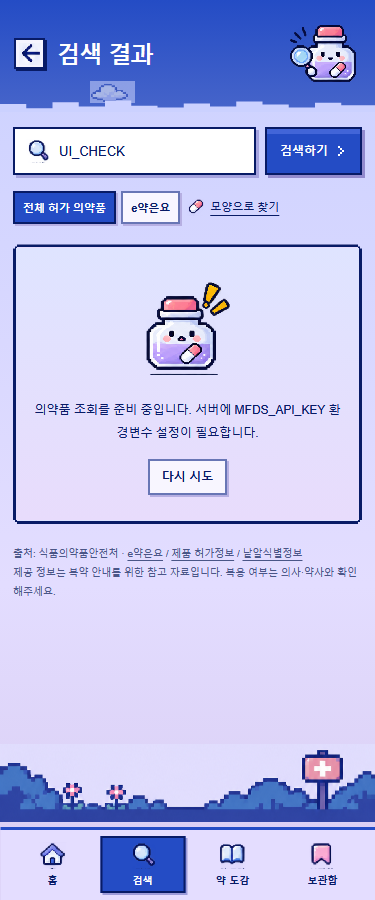 검색 결과
UI_CHECK
검색하기
전체 허가 의약품
e약은요
모양으로 찾기
의약품 조회를 준비 중입니다. 서버에 MFDS_API_KEY 환
경변수 설정이 필요합니다.
다시 시도
출처: 식품의약품안전처 · e약은요 / 제품 허가정보 / 낱알식별정보
제공 정보는 복약 안내를 위한 참고 자료입니다. 복용 여부는 의사·약사와 확인
해주세요.
홈
검색
약 도감
보관함